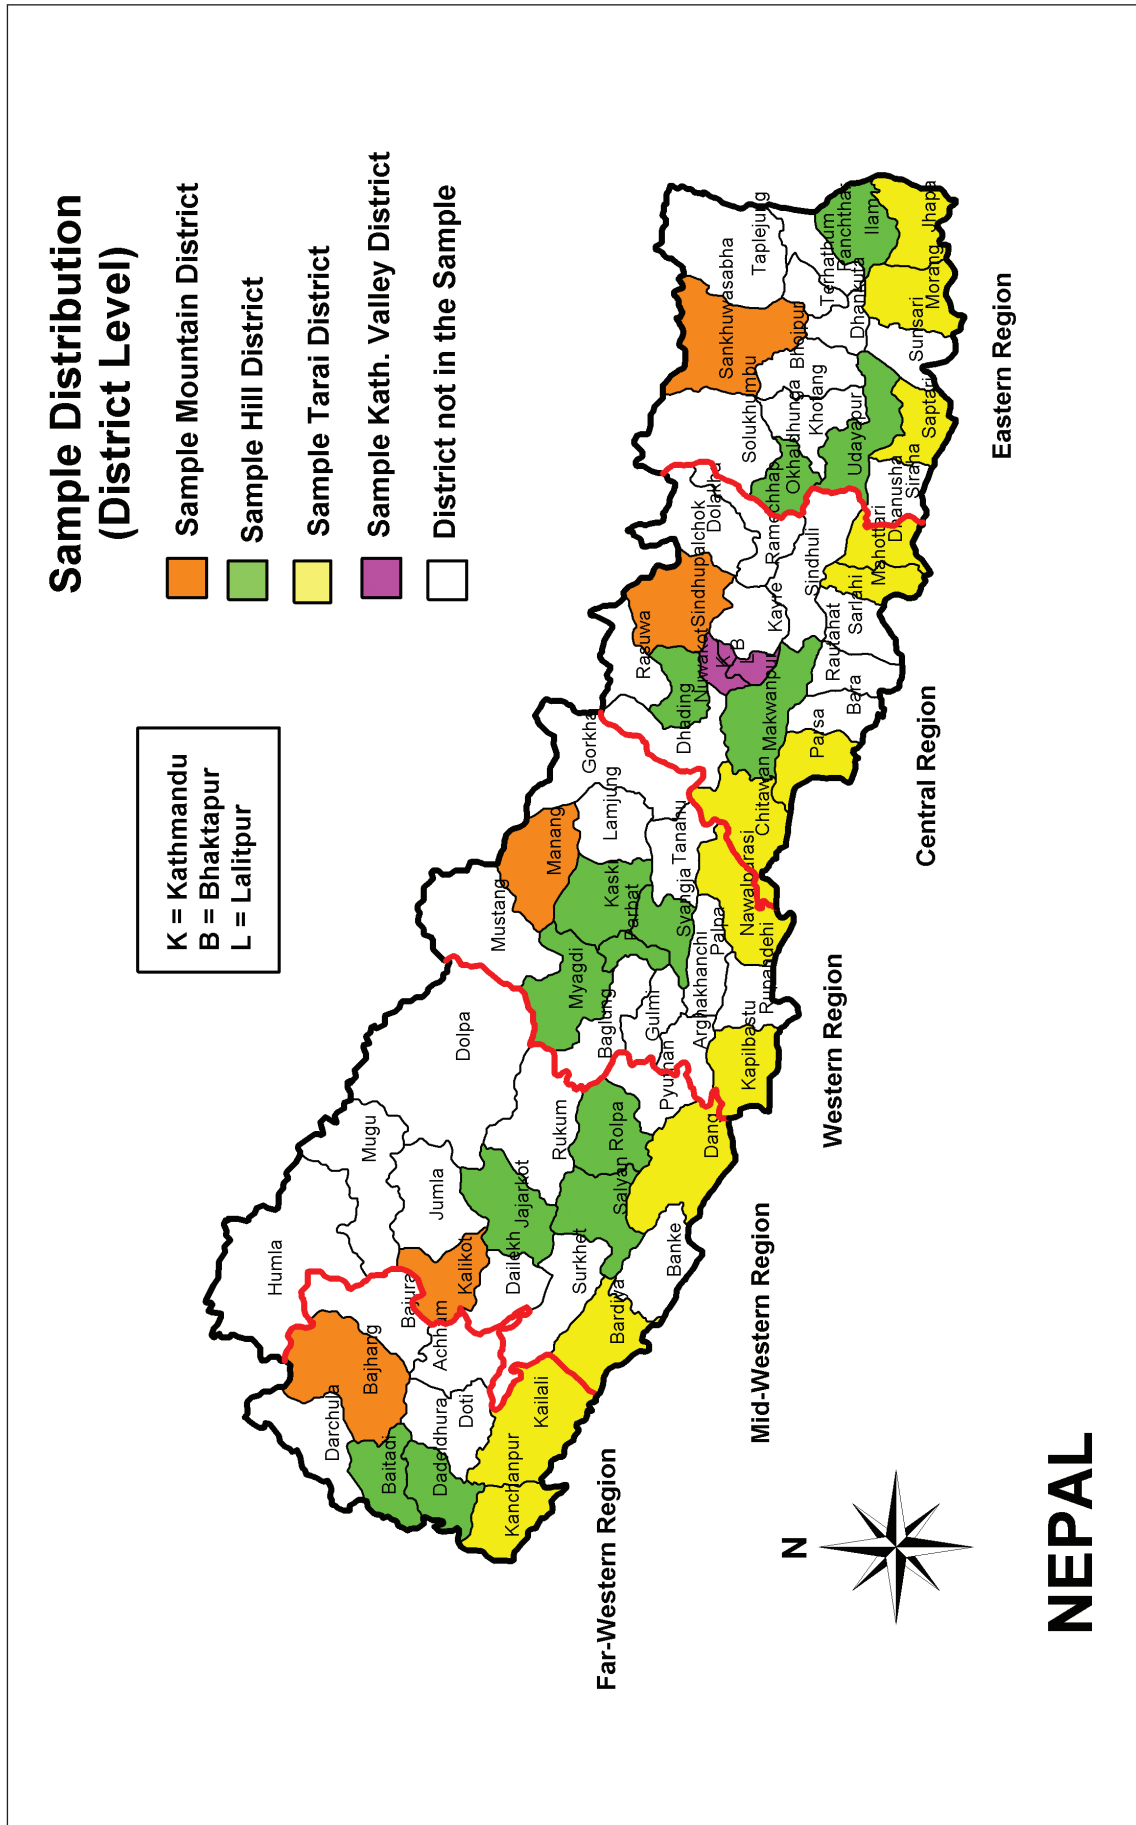 Sample Distribution
(District Level)
Sample Mountain District
Sample Hill District
Sample Tarai District
Sample Kath. Valley District
District not in the Sample
K = Kathmandu
B = Bhaktapur
L = Lalitpur
Humla
Darchula
Bajhang
Bajura
Mugu
Baitadi
Dadeldhura
Doti
Achham
Kalikot
Jumla
Dolpa
Kanchanpur
Kailali
Dailekh
Jajarkot
Rukum
Surkhet
Salyan
Rolpa
Bardiya
Banke
Dang
Pyuthan
Mustang
Manang
Myagdi
Baglung
Gulmi
Parbat
Kaski
Lamjung
Gorkha
Syangja
Tanahu
Arghakhanchi
Palpa
Kapilbastu
Rupandehi
Nawalparasi
Chitawan
Rasuwa
Dhading
Nuwakot
Sindhupalchok
Dolakha
K
B
L
Kavre
Ramechhap
Makwanpur
Sindhuli
Parsa
Bara
Rautahat
Sarlahi
Mahottari
Dhanusha
Siraha
Solukhumbu
Sankhuwasabha
Taplejung
Okhaldhunga
Khotang
Bhojpur
Terhathum
Panchthar
Udayapur
Dhankuta
Ilam
Saptari
Sunsari
Morang
Jhapa
Far-Western Region
Mid-Western Region
Western Region
Central Region
Eastern Region
N
NEPAL